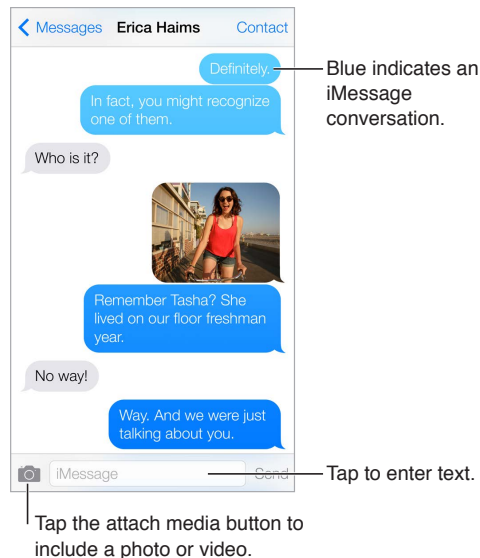 Messages Erica Haims Contact
Definitely.
Blue indicates an
iMessage
conversation.
In fact, you might recognize
one of them.
Who is it?
Remember Tasha? She
lived on our floor freshman
year.
No way!
Way. And we were just
talking about you.
iMessage Send
Tap to enter text.
Tap the attach media button to
include a photo or video.